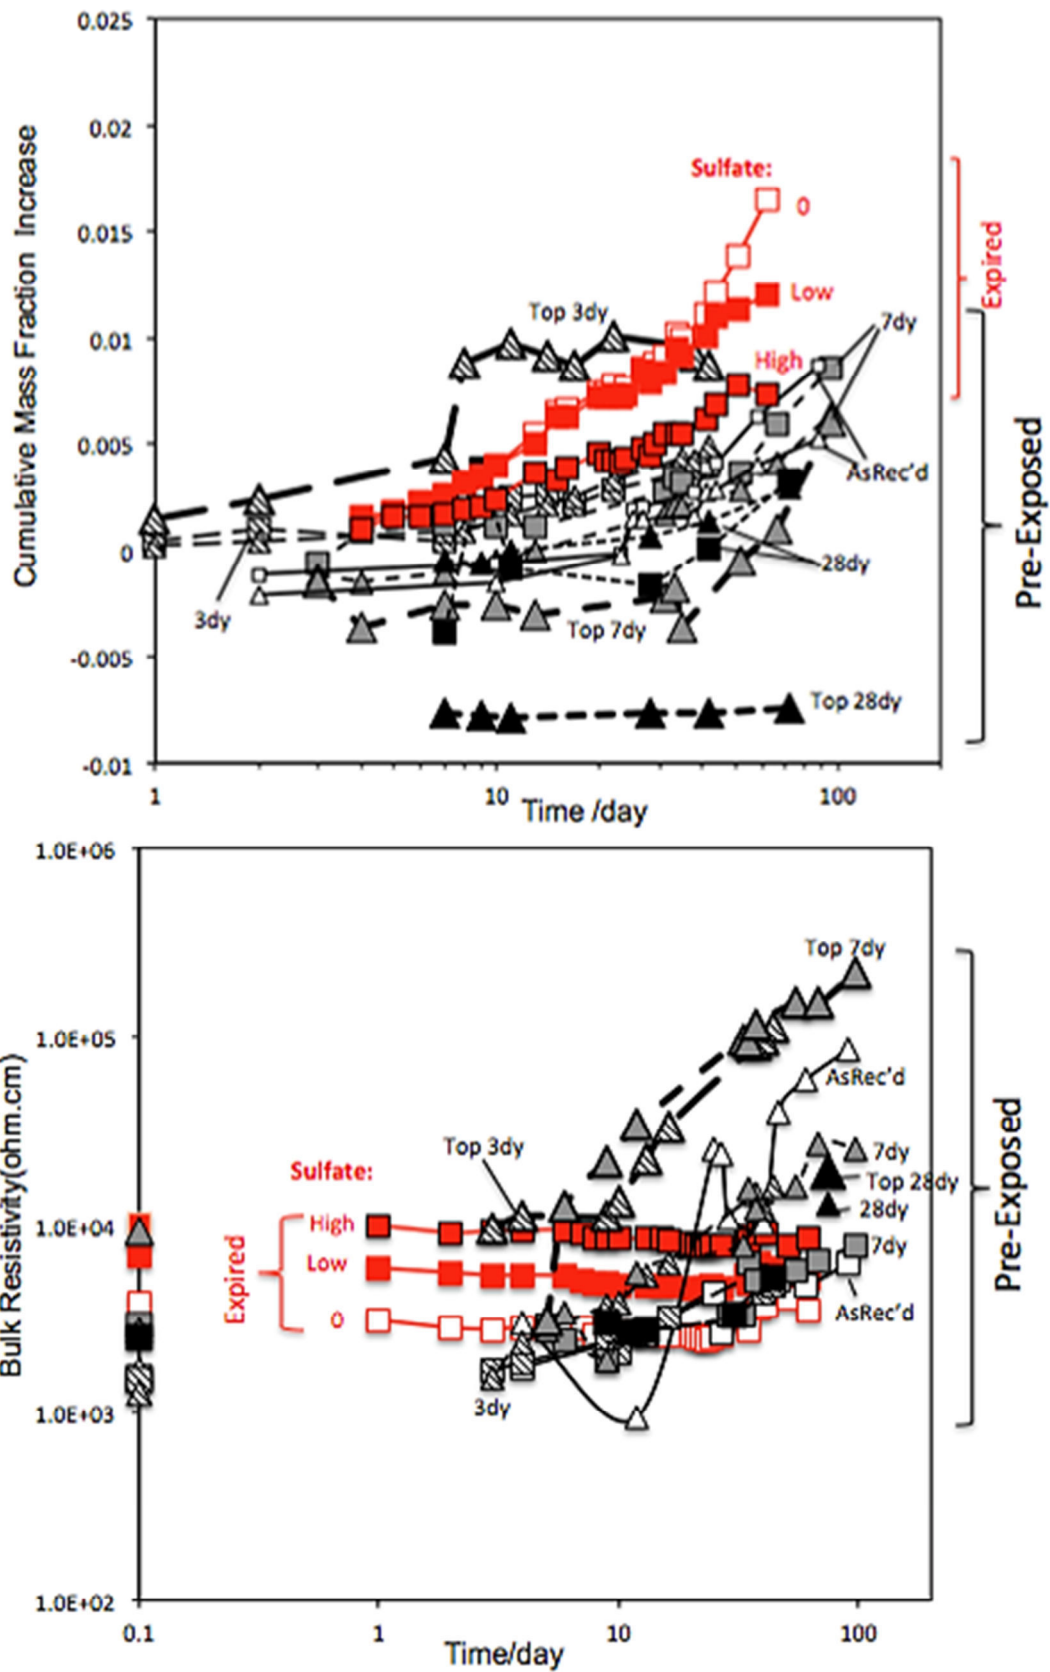 0.025
0.02
0.015
0.01
0.005
0
-0.005
-0.01
Cumulative Mass Fraction Increase
Sulfate:
0
Low
High
Top 3dy
7dy
AsRec'd
28dy
3dy
Top 7dy
Top 28dy
Expired
Pre-Exposed
1
10
100
Time /day
1.0E+06
1.0E+05
1.0E+04
1.0E+03
1.0E+02
Bulk Resistivity(ohm.cm)
Top 7dy
AsRec'd
Top 3dy
7dy
Sulfate:
Top 28dy
High
28dy
Low
7dy
0
AsRec'd
Expired
3dy
Pre-Exposed
0.1
1
10
100
Time/day